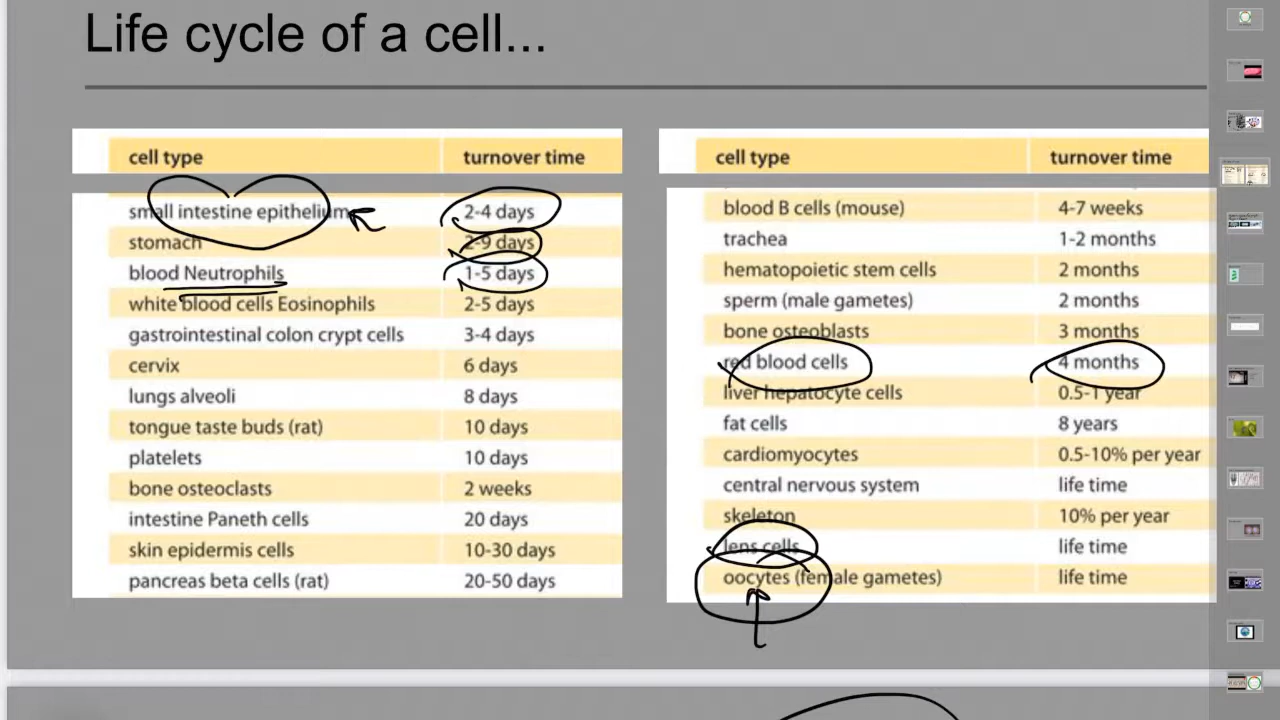 Life cycle of a cell...
cell type turnover time
small intestine epithelium 2-4 days
stomach 2-9 days
blood Neutrophils 1-5 days
white blood cells Eosinophils 2-5 days
gastrointestinal colon crypt cells 3-4 days
cervix 6 days
lungs alveoli 8 days
tongue taste buds (rat) 10 days
platelets 10 days
bone osteoclasts 2 weeks
intestine Paneth cells 20 days
skin epidermis cells 10-30 days
pancreas beta cells (rat) 20-50 days
cell type turnover time
blood B cells (mouse) 4-7 weeks
trachea 1-2 months
hematopoietic stem cells 2 months
sperm (male gametes) 2 months
bone osteoblasts 3 months
red blood cells 4 months
liver hepatocyte cells 0.5-1 year
fat cells 8 years
cardiomyocytes 0.5-10% per year
central nervous system life time
skeleton 10% per year
lens cells life time
oocytes (female gametes) life time